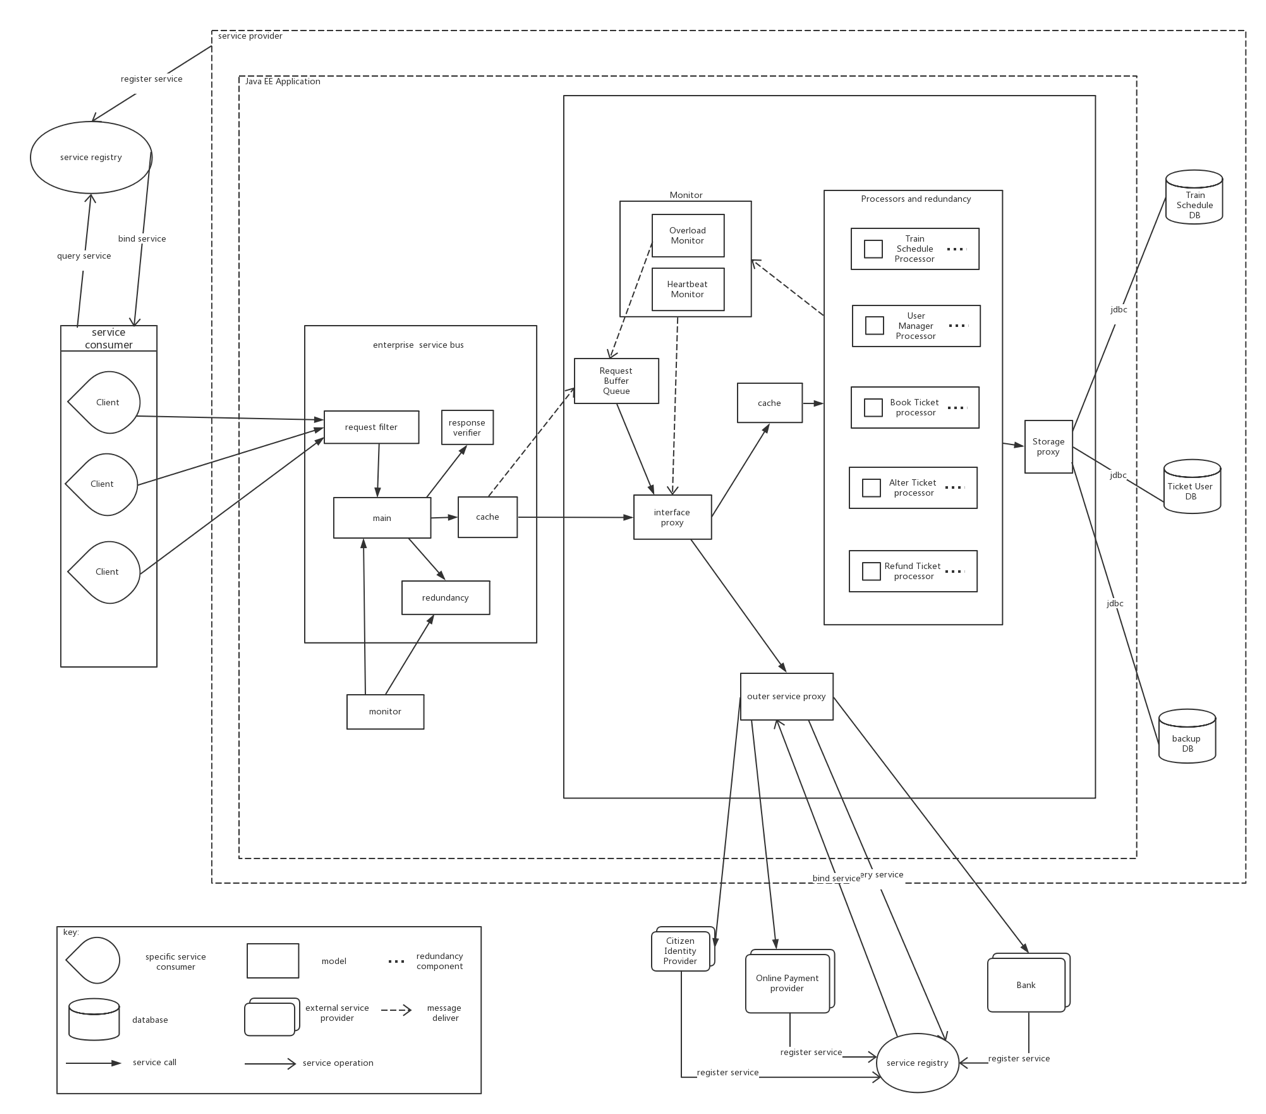 service provider
register service
Java EE Application
service registry
bind service
query service
service
consumer
Client
Client
Client
enterprise service bus
request filter
response
verifier
main
cache
redundancy
monitor
Monitor
Overload
Monitor
Heartbeat
Monitor
Request
Buffer
Queue
cache
interface
proxy
Processors and redundancy
Train
Schedule
Processor
User
Manager
Processor
Book Ticket
processor
Alter Ticket
processor
Refund Ticket
processor
Storage
proxy
jdbc
jdbc
jdbc
Train
Schedule
DB
Ticket User
DB
backup
DB
outer service proxy
bind service
ery service
Citizen
Identity
Provider
Online Payment
provider
Bank
register service
register service
register service
service registry
key:
specific service
consumer
model
redundancy
component
database
external service
provider
message
deliver
service call
service operation